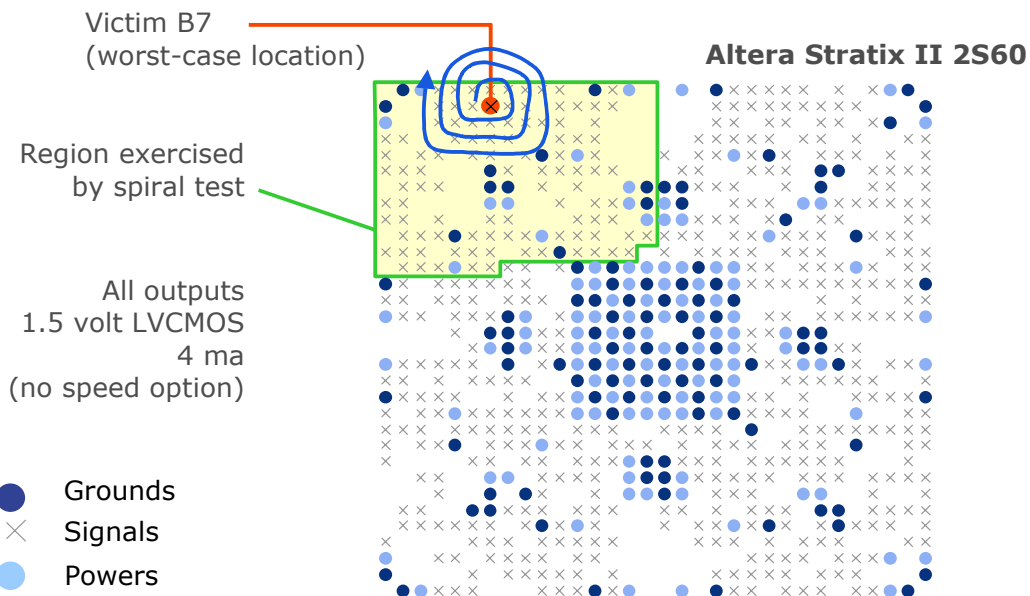 Victim B7
(worst-case location)
Altera Stratix II 2S60
Region exercised
by spiral test
All outputs
1.5 volt LVCMOS
4 ma
(no speed option)
Grounds
Signals
Powers